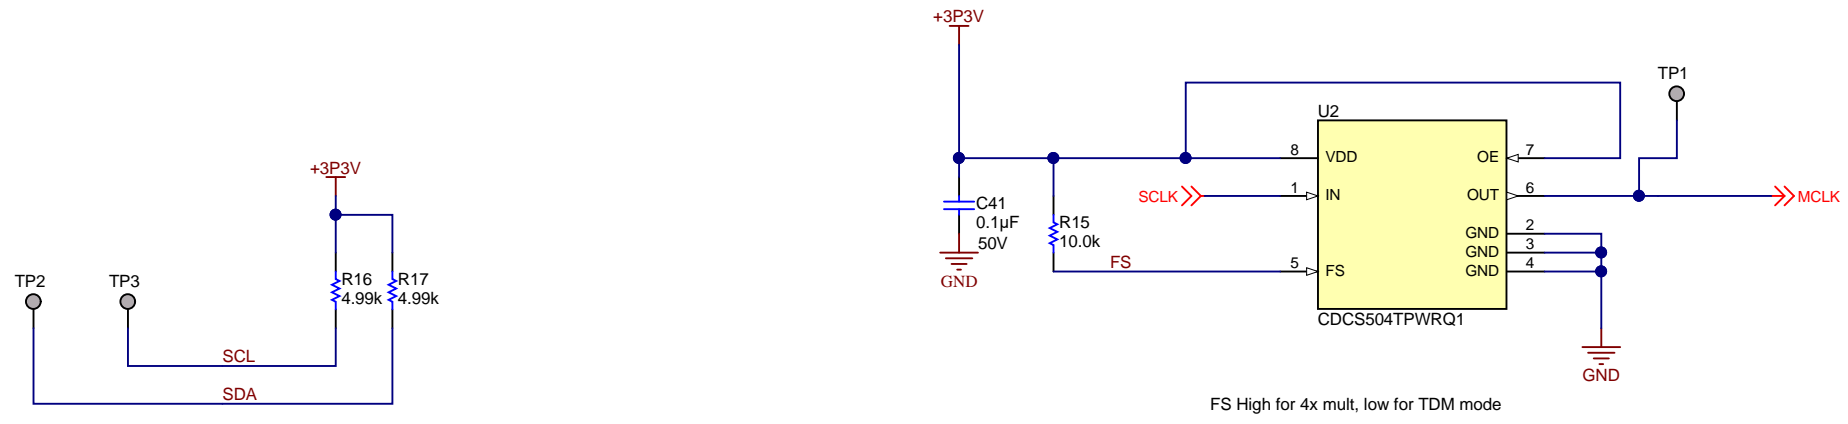 +3P3V
TP1
U2
8
VDD
OE
7
SCLK
1
IN
OUT
6
MCLK
C41
0.1µF
50V
GND
R15
10.0k
GND
2
GND
3
GND
4
FS
5
FS
CDCS504TPWRQ1
GND
FS High for 4x mult, low for TDM mode
+3P3V
TP2
TP3
R16
4.99k
R17
4.99k
SCL
SDA